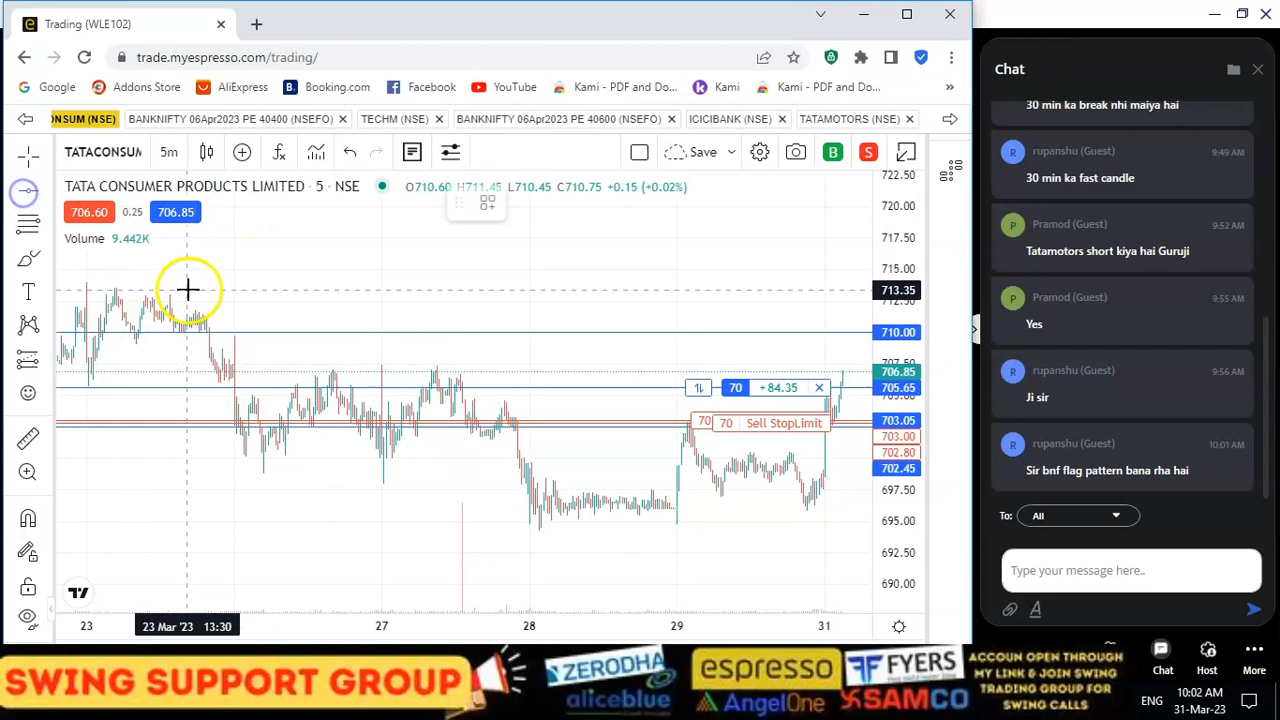 Trading (WLE102)
trade.myespresso.com/trading/
Google
Addons Store
AliExpress
Booking.com
Facebook
YouTube
Kami - PDF and Do...
Kami
Kami - PDF and Do...
ONSUM (NSE)
BANKNIFTY 06Apr2023 PE 40400 (NSEFO)
TECHM (NSE)
BANKNIFTY 06Apr2023 PE 40600 (NSEFO)
ICICIBANK (NSE)
TATAMOTORS (NSE)
TATACONSUM
5m
Save
B
S
TATA CONSUMER PRODUCTS LIMITED · 5 · NSE
O710.60 H711.45 L710.45 C710.75 +0.15 (+0.02%)
706.60
0.25
706.85
Volume 9.442K
722.50
720.00
717.50
715.00
713.35
712.50
710.00
707.50
706.85
705.65
703.05
703.00
702.80
702.45
697.50
695.00
692.50
690.00
70
+84.35
70
70
Sell StopLimit
23
23 Mar '23 13:30
27
28
29
31
Chat
30 min ka break nhi maiya hai
R
rupanshu (Guest)
9:49 AM
30 min ka fast candle
P
Pramod (Guest)
9:52 AM
Tatamotors short kiya hai Guruji
P
Pramod (Guest)
9:55 AM
Yes
R
rupanshu (Guest)
9:56 AM
Ji sir
R
rupanshu (Guest)
10:01 AM
Sir bnf flag pattern bana rha hai
To:
All
Type your message here..
Chat
Host
More
SWING SUPPORT GROUP
ZERODHA
aliceblue
espresso
AngelOne
FYERS
SAMCO
ACCOUN OPEN THROUGH
MY LINK & JOIN SWING
TRADING GROUP FOR
SWING CALLS
ENG
10:02 AM
31-Mar-23